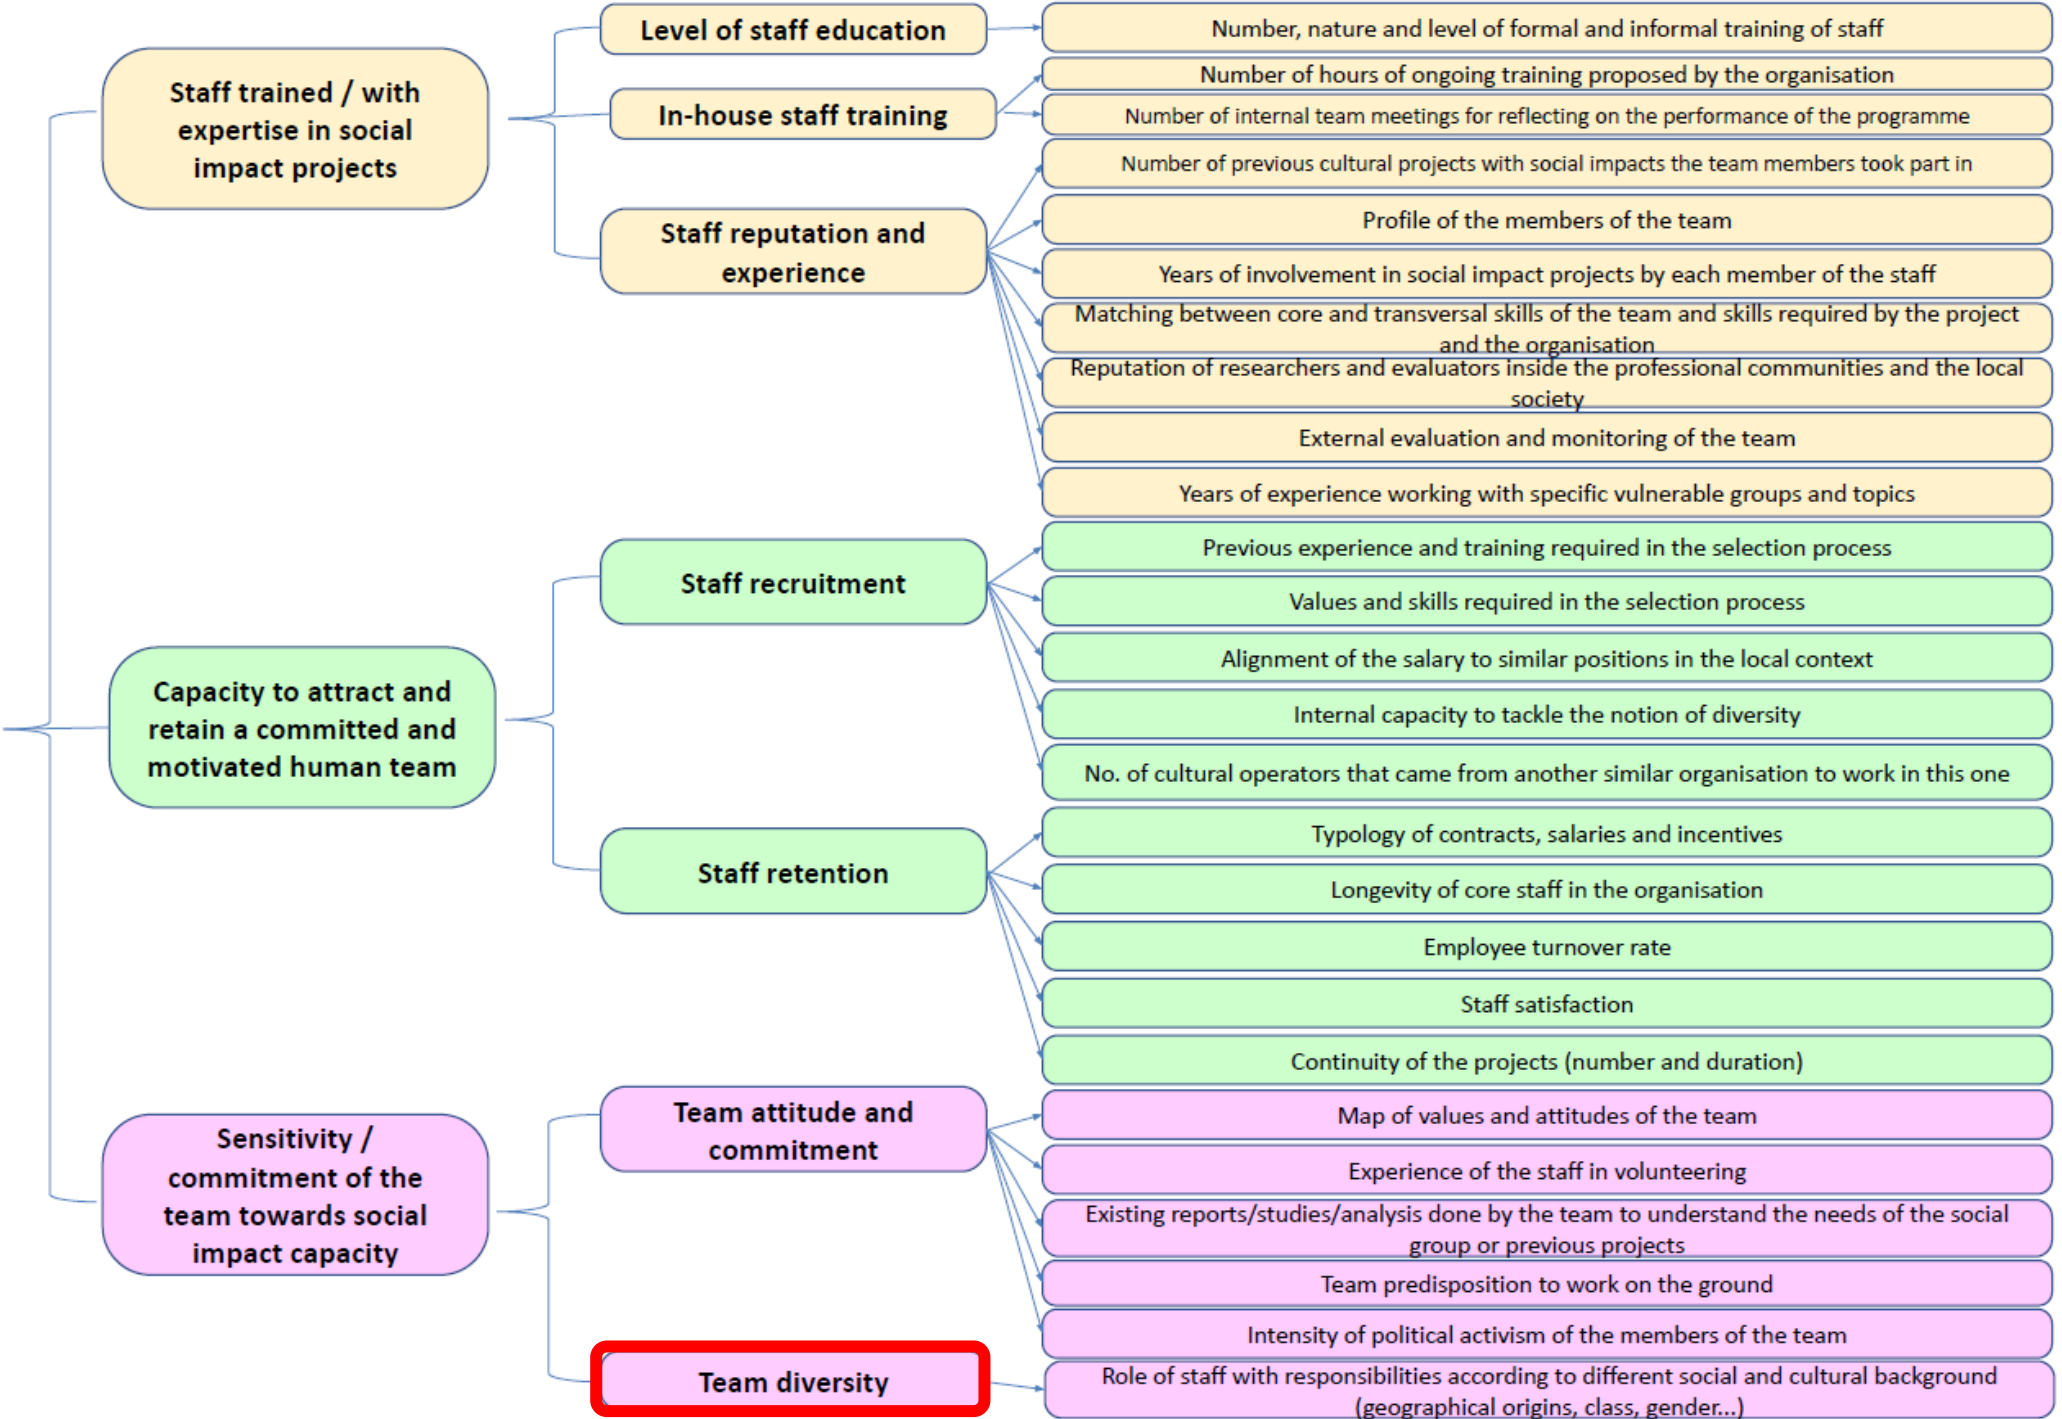 Staff trained / with
expertise in social
impact projects
Level of staff education
Number, nature and level of formal and informal training of staff
In-house staff training
Number of hours of ongoing training proposed by the organisation
Number of internal team meetings for reflecting on the performance of the programme
Staff reputation and
experience
Number of previous cultural projects with social impacts the team members took part in
Profile of the members of the team
Years of involvement in social impact projects by each member of the staff
Matching between core and transversal skills of the team and skills required by the project
and the organisation
Reputation of researchers and evaluators inside the professional communities and the local
society
External evaluation and monitoring of the team
Years of experience working with specific vulnerable groups and topics
Capacity to attract and
retain a committed and
motivated human team
Staff recruitment
Previous experience and training required in the selection process
Values and skills required in the selection process
Alignment of the salary to similar positions in the local context
Internal capacity to tackle the notion of diversity
No. of cultural operators that came from another similar organisation to work in this one
Staff retention
Typology of contracts, salaries and incentives
Longevity of core staff in the organisation
Employee turnover rate
Staff satisfaction
Continuity of the projects (number and duration)
Sensitivity /
commitment of the
team towards social
impact capacity
Team attitude and
commitment
Map of values and attitudes of the team
Experience of the staff in volunteering
Existing reports/studies/analysis done by the team to understand the needs of the social
group or previous projects
Team predisposition to work on the ground
Intensity of political activism of the members of the team
Team diversity
Role of staff with responsibilities according to different social and cultural background
(geographical origins, class, gender...)